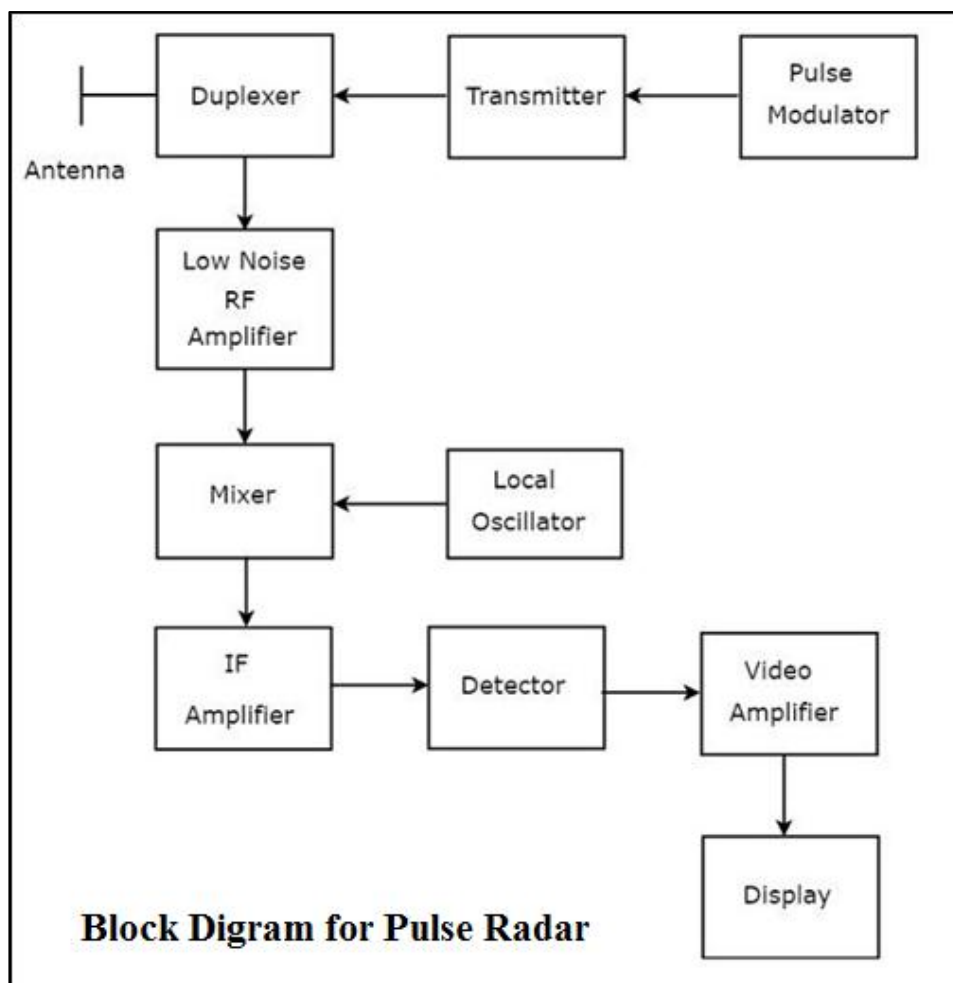 Duplexer
Transmitter
Pulse
Modulator
Antenna
Low Noise
RF
Amplifier
Mixer
Local
Oscillator
IF
Amplifier
Detector
Video
Amplifier
Display
Block Digram for Pulse Radar